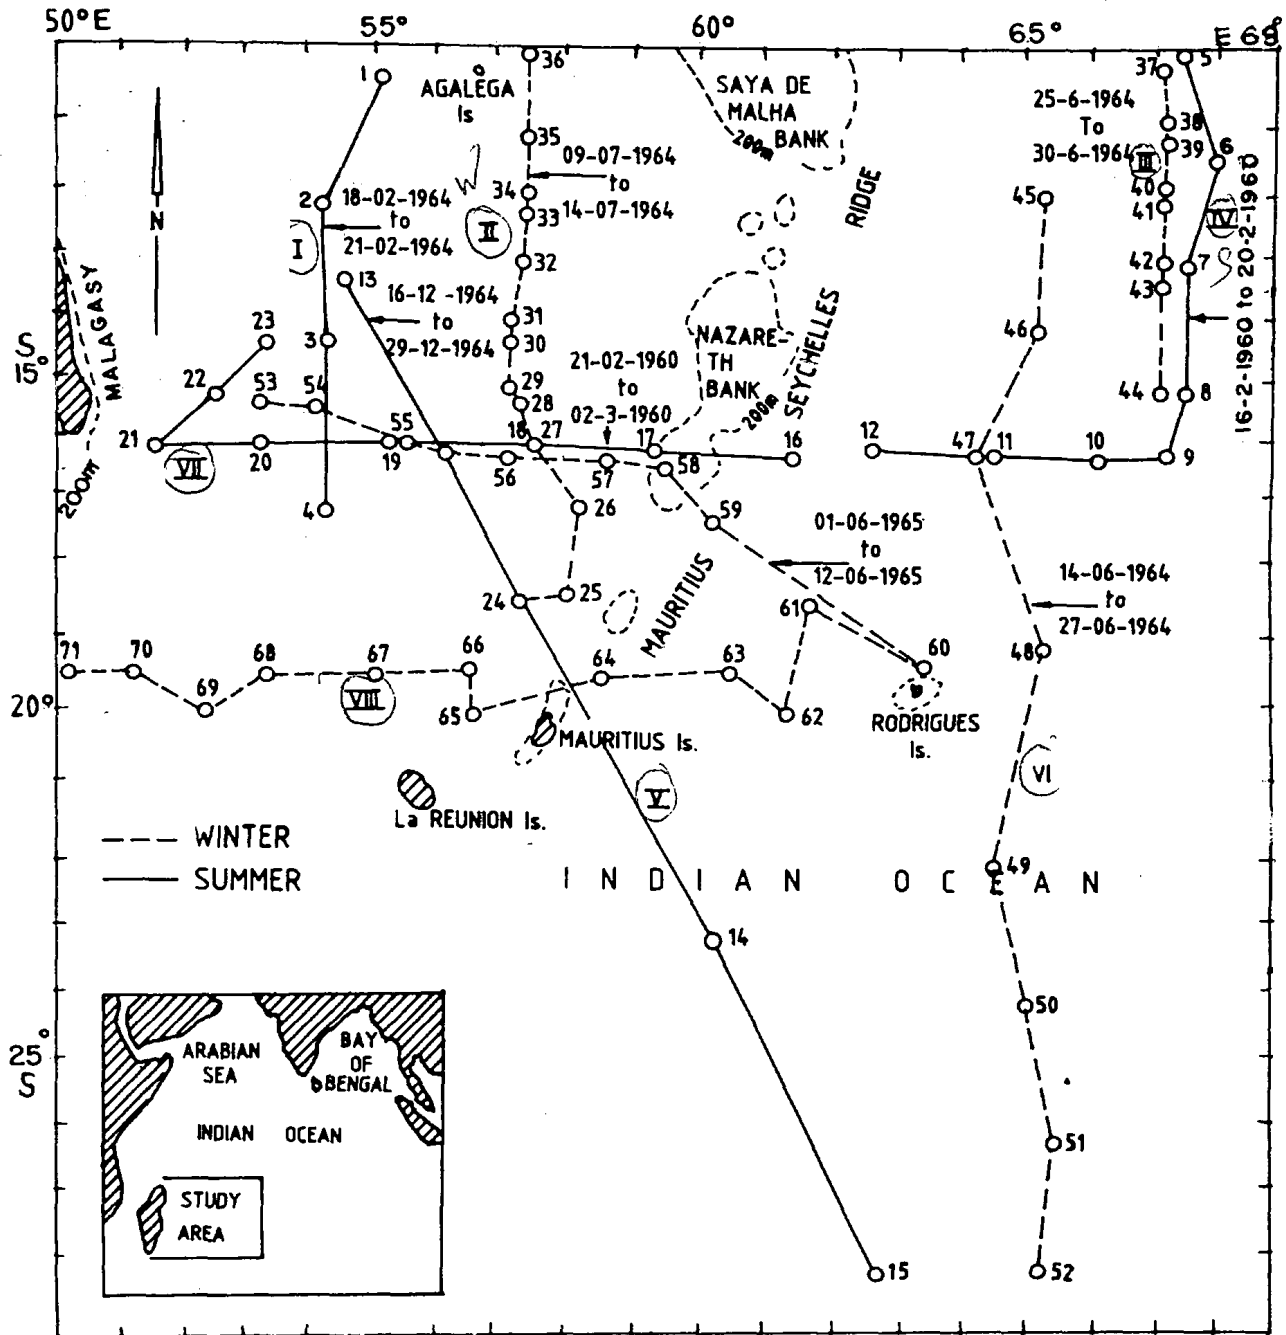 50°E 55° 60° 65° E 68°
1
AGALEGA
Is
36
SAYA DE
MALHA
BANK
200m
37
5
25-6-1964
To
30-6-1964
38
39
III
6
35
09-07-1964
to
14-07-1964
RIDGE
2
18-02-1964
to
21-02-1964
I
W
II
34
33
32
45
40
41
IV
S
16-2-1960 to 20-2-1960
42
43
7
N
13
16-12-1964
to
29-12-1964
MALAGASY
200m
S
15°
23
3
31
30
NAZARE-
TH
BANK
200m
SEYCHELLES
46
22
53
54
29
28
21-02-1960
to
02-3-1960
44
8
21
VII
20
55
19
18
27
17
16
12
47
11
10
9
56
57
58
4
26
59
01-06-1965
to
12-06-1965
14-06-1964
to
27-06-1964
24
25
MAURITIUS
61
48
71
70
69
68
67
66
64
63
60
VIII
20°
65
62
RODRIGUES
Is.
MAURITIUS Is.
V
VI
La REUNION Is.
WINTER
SUMMER
49
INDIAN OCEAN
14
50
25°
S
51
15
52
ARABIAN
SEA
BAY
OF
BENGAL
INDIAN OCEAN
STUDY
AREA